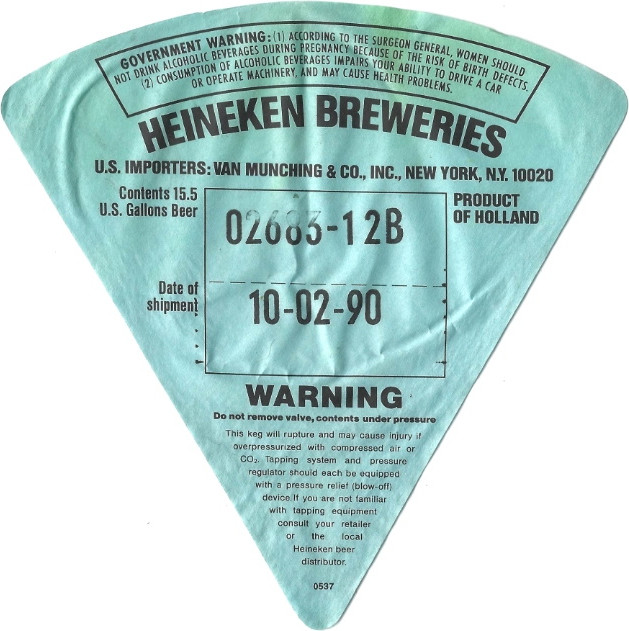 GOVERNMENT WARNING: (1) ACCORDING TO THE SURGEON GENERAL, WOMEN SHOULD
NOT DRINK ALCOHOLIC BEVERAGES DURING PREGNANCY BECAUSE OF THE RISK OF BIRTH DEFECTS.
(2) CONSUMPTION OF ALCOHOLIC BEVERAGES IMPAIRS YOUR ABILITY TO DRIVE A CAR
OR OPERATE MACHINERY, AND MAY CAUSE HEALTH PROBLEMS.
HEINEKEN BREWERIES
U.S. IMPORTERS: VAN MUNCHING & CO., INC., NEW YORK, N.Y. 10020
Contents 15.5
U.S. Gallons Beer
02683-12B
PRODUCT
OF HOLLAND
Date of
shipment
10-02-90
WARNING
Do not remove valve, contents under pressure
This keg will rupture and may cause injury if
overpressurized with compressed air or
CO₂. Tapping system and pressure
regulator should each be equipped
with a pressure relief (blow-off)
device. If you are not familiar
with tapping equipment
consult your retailer
or the local
Heineken beer
distributor.
0537